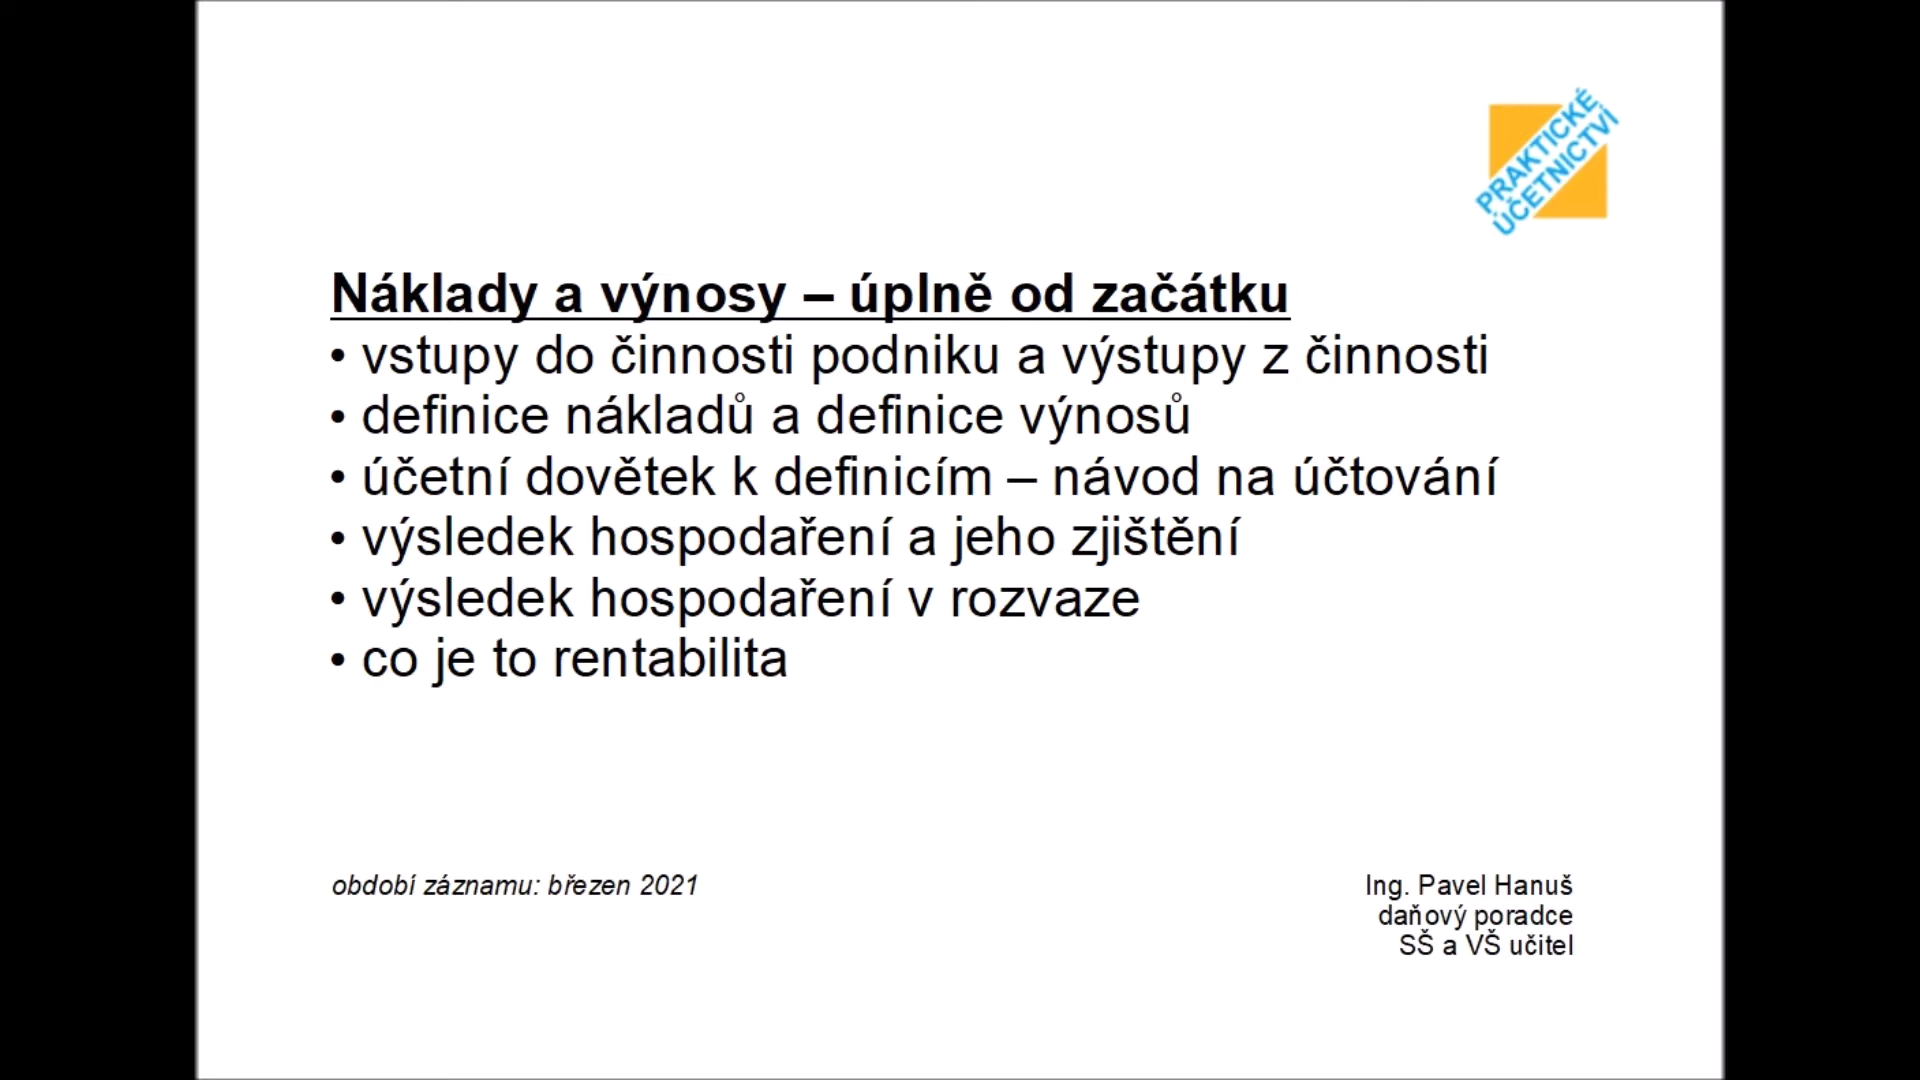 PRAKTICKÉ
ÚČETNICTVÍ
Náklady a výnosy – úplně od začátku
• vstupy do činnosti podniku a výstupy z činnosti
• definice nákladů a definice výnosů
• účetní dovětek k definicím – návod na účtování
• výsledek hospodaření a jeho zjištění
• výsledek hospodaření v rozvaze
• co je to rentabilita
období záznamu: březen 2021
Ing. Pavel Hanuš
daňový poradce
SŠ a VŠ učitel